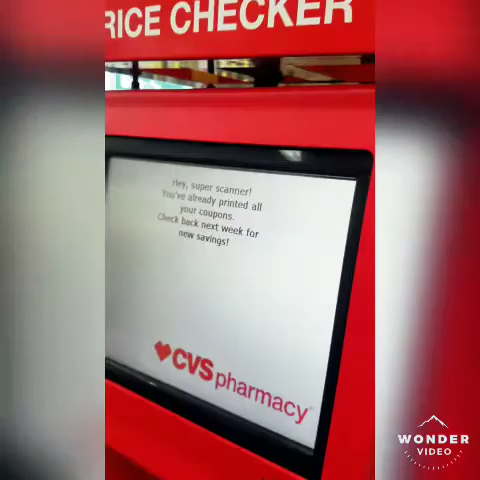 RICE CHECKER
Hey, super scanner!
You've already printed all
your coupons.
Check back next week for
new savings!
CVS pharmacy
WONDER
VIDEO